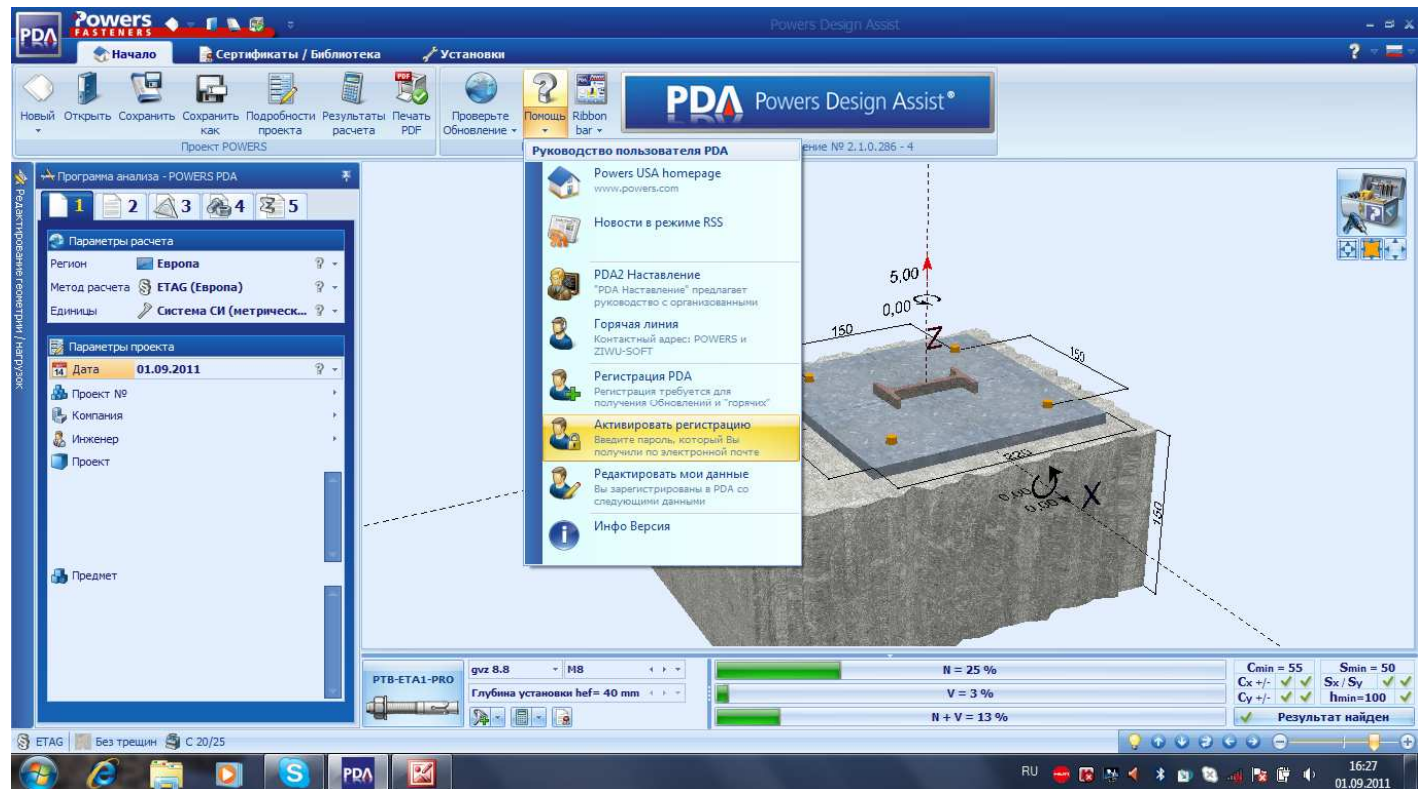 PDA
Powers
FASTENERS
Powers Design Assist
Начало
Сертификаты / Библиотека
Установки
Новый
Открыть
Сохранить
Сохранить как
Подробности проекта
Результаты расчета
Печать PDF
Проект POWERS
Проверьте Обновление
Помощь
Ribbon bar
PDA Powers Design Assist®
ение № 2.1.0.286 - 4
Редактирование геометрии / нагрузок
Программа анализа - POWERS PDA
1 2 3 4 5
Параметры расчета
Регион Европа ?
Метод расчета ETAG (Европа) ?
Единицы Система СИ (метрическ... ?
Параметры проекта
14 Дата 01.09.2011 ?
Проект №
Компания
Инженер
Проект
Предмет
Руководство пользователя PDA
Powers USA homepage
www.powers.com
Новости в режиме RSS
PDA2 Наставление
"PDA Наставление" предлагает
руководство с организованными
Горячая линия
Контактный адрес: POWERS и
ZIWU-SOFT
Регистрация PDA
Регистрация требуется для
получения Обновлений и "горячих"
Активировать регистрацию
Введите пароль, который Вы
получили по электронной почте
Редактировать мои данные
Вы зарегистрированы в PDA со
следующими данными
Инфо Версия
5,00
0,00
150
Z
150
220
0,00
0,00
X
150
PTB-ETA1-PRO
gvz 8.8 M8
Глубина установки hef= 40 mm
N = 25 %
V = 3 %
N + V = 13 %
Cmin = 55 Smin = 50
Cx +/- Sx / Sy
Cy +/- hmin=100
Результат найден
ETAG Без трещин C 20/25
PDA
RU
16:27
01.09.2011